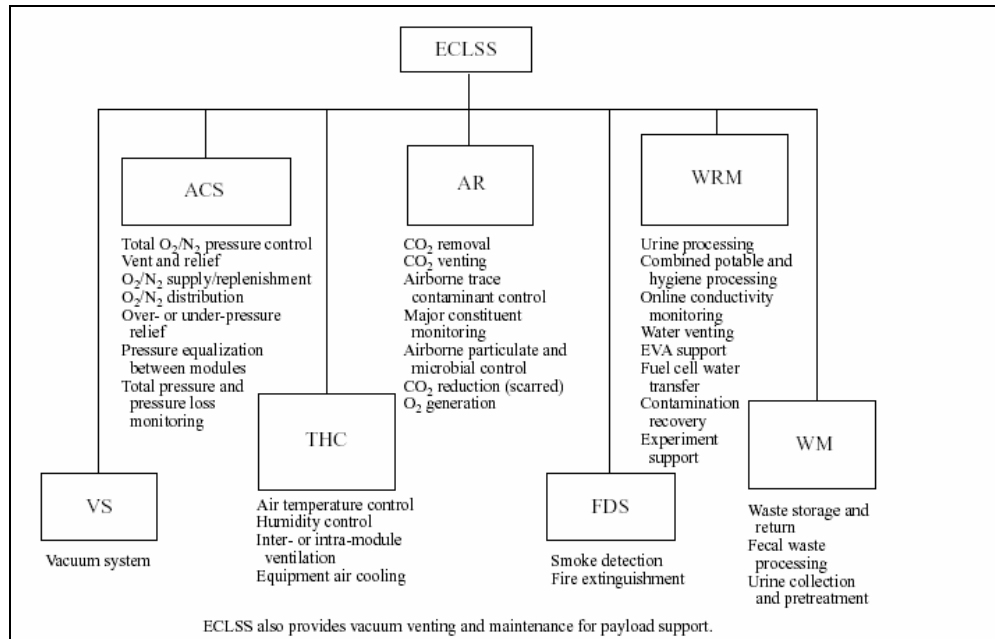 ECLSS
ACS
Total O₂/N₂ pressure control
Vent and relief
O₂/N₂ supply/replenishment
O₂/N₂ distribution
Over- or under-pressure
relief
Pressure equalization
between modules
Total pressure and
pressure loss
monitoring
AR
CO₂ removal
CO₂ venting
Airborne trace
contaminant control
Major constituent
monitoring
Airborne particulate and
microbial control
CO₂ reduction (scarred)
O₂ generation
WRM
Urine processing
Combined potable and
hygiene processing
Online conductivity
monitoring
Water venting
EVA support
Fuel cell water
transfer
Contamination
recovery
Experiment
support
VS
Vacuum system
THC
Air temperature control
Humidity control
Inter- or intra-module
ventilation
Equipment air cooling
FDS
Smoke detection
Fire extinguishment
WM
Waste storage and
return
Fecal waste
processing
Urine collection
and pretreatment
ECLSS also provides vacuum venting and maintenance for payload support.